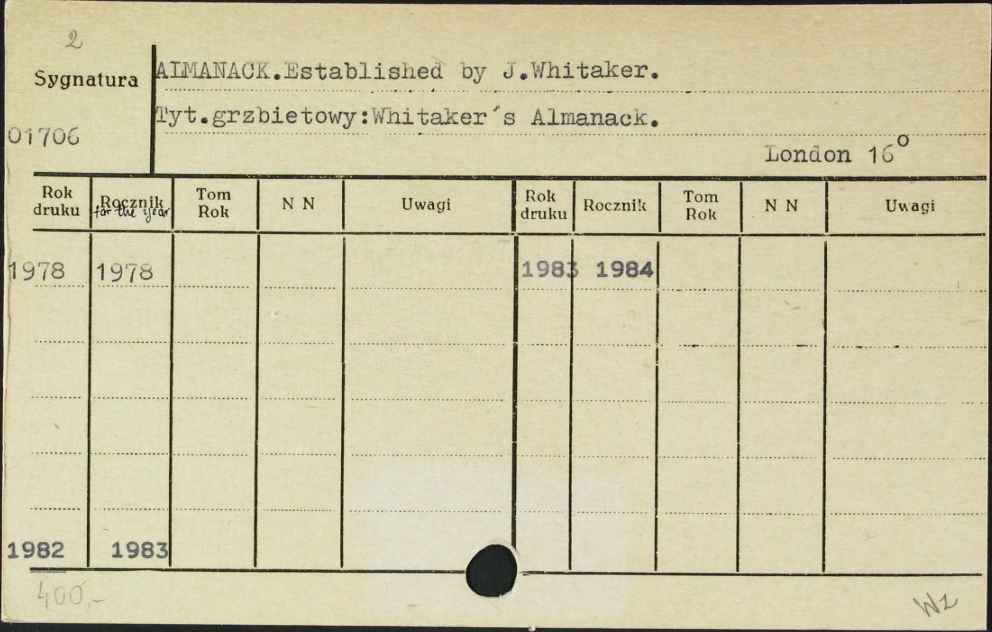 2
Sygnatura
ALMANACK.Established by J.Whitaker.
Tyt.grzbietowy:Whitaker´s Almanack.
01706
London 16°
Rok druku Rocznik for the year Tom Rok N N Uwagi Rok druku Rocznik Tom Rok N N Uwagi
1978 1978 1983 1984
1982 1983
400,-
Wz